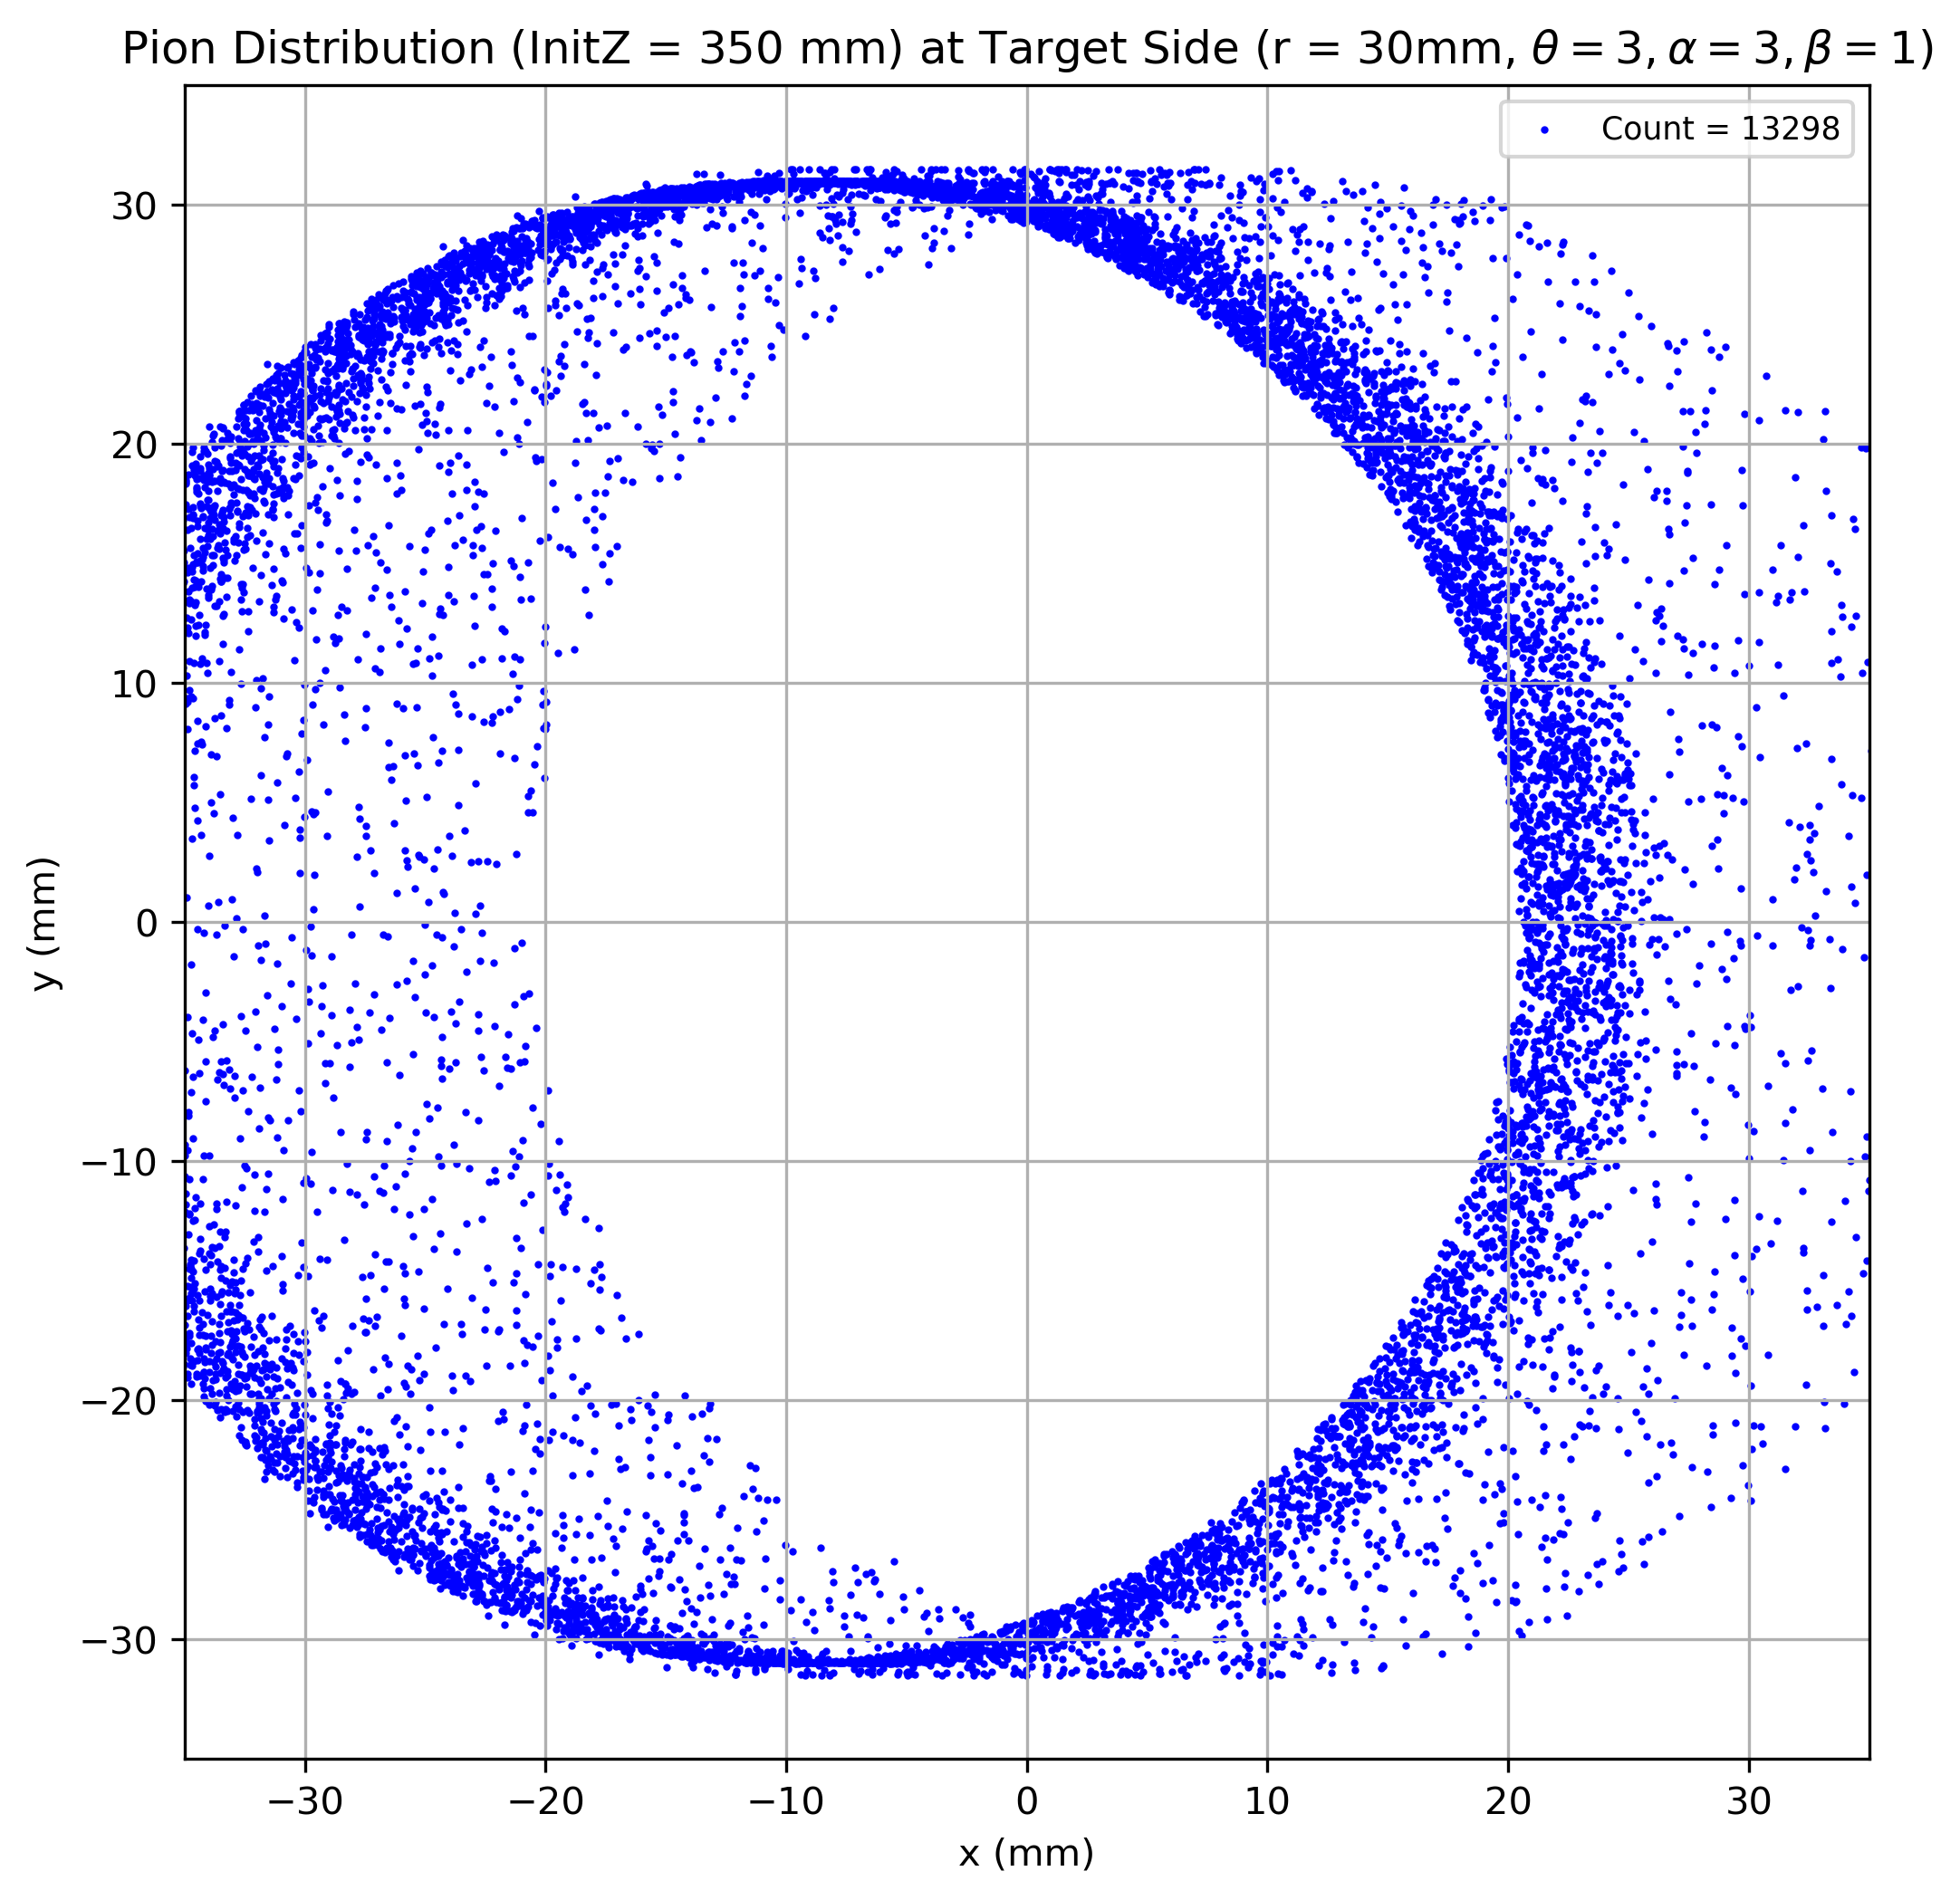 Pion Distribution (InitZ = 350 mm) at Target Side (r = 30mm, θ = 3, α = 3, β = 1)
Count = 13298
30
20
10
0
−10
−20
−30
y (mm)
−30 −20 −10 0 10 20 30
x (mm)